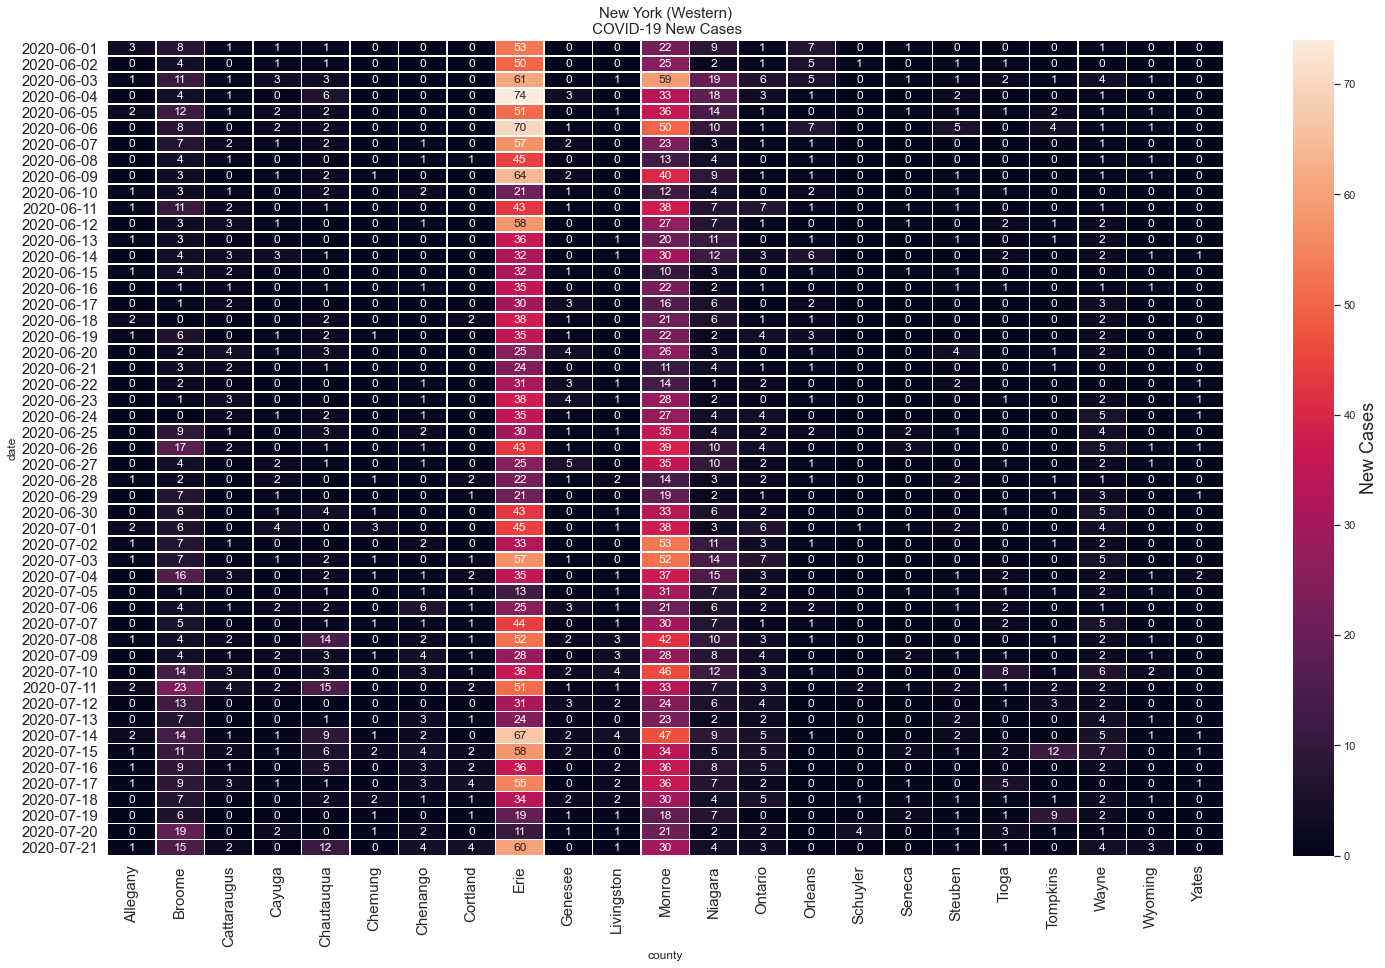 New York (Western)
COVID-19 New Cases
2020-06-01 3 8 1 1 1 0 0 0 53 0 0 22 9 1 7 0 1 0 0 0 1 0 0
2020-06-02 0 4 0 1 1 0 0 0 50 0 0 25 2 1 5 1 0 1 1 0 0 0 0
2020-06-03 1 11 1 3 3 0 0 0 61 0 1 59 19 6 5 0 1 1 2 1 4 1 0
2020-06-04 0 4 1 0 6 0 0 0 74 3 0 33 18 3 1 0 0 2 0 0 1 0 0
2020-06-05 2 12 1 2 2 0 0 0 51 0 1 36 14 1 0 0 1 1 1 2 1 1 0
2020-06-06 0 8 0 2 2 0 0 0 70 1 0 50 10 1 7 0 0 5 0 4 1 1 0
2020-06-07 0 7 2 1 2 0 1 0 57 2 0 23 3 1 1 0 0 0 0 0 1 0 0
2020-06-08 0 4 1 0 0 0 1 1 45 0 0 13 4 0 1 0 0 0 0 0 1 1 0
2020-06-09 0 3 0 1 2 1 0 0 64 2 0 40 9 1 1 0 0 0 0 1 1 0 0
2020-06-10 1 3 1 0 2 0 2 0 21 1 0 12 4 0 2 0 0 1 1 0 0 0 0
2020-06-11 1 11 2 0 1 0 0 0 43 1 0 38 7 7 1 0 1 1 0 0 1 0 0
2020-06-12 0 3 3 1 0 0 1 0 58 0 0 27 7 1 0 0 1 0 2 1 2 0 0
2020-06-13 1 3 0 0 0 0 0 0 36 0 1 20 11 0 1 0 0 1 0 1 2 0 0
2020-06-14 0 4 3 3 1 0 0 0 32 0 1 30 12 3 6 0 0 0 2 0 2 1 1
2020-06-15 1 4 2 0 0 0 0 0 32 1 0 10 3 0 1 0 1 1 0 0 0 0 0
2020-06-16 0 1 1 0 1 0 1 0 35 0 0 22 2 1 0 0 0 1 1 0 1 1 0
2020-06-17 0 1 2 0 0 0 0 0 30 3 0 16 6 0 2 0 0 0 0 0 3 0 0
2020-06-18 2 0 0 0 2 0 0 2 38 1 0 21 6 1 1 0 0 0 0 0 2 0 0
2020-06-19 1 6 0 1 2 1 0 0 35 1 0 22 2 4 3 0 0 0 0 0 2 0 0
2020-06-20 0 2 4 1 3 0 0 0 25 4 0 26 3 0 1 0 0 4 0 1 2 0 1
2020-06-21 0 3 2 0 1 0 0 0 24 0 0 11 4 1 1 0 0 0 0 1 0 0 0
2020-06-22 0 2 0 0 0 0 1 0 31 3 1 14 1 2 0 0 0 2 0 0 0 0 1
2020-06-23 0 1 3 0 0 0 1 0 38 4 1 28 2 0 1 0 0 0 1 0 2 0 1
2020-06-24 0 0 2 1 2 0 1 0 35 1 0 27 4 4 0 0 0 0 0 0 5 0 1
2020-06-25 0 9 1 0 3 0 2 0 30 1 1 35 4 2 2 0 2 1 0 0 4 0 0
2020-06-26 0 17 2 0 1 0 1 0 43 1 0 39 10 4 0 0 3 0 0 0 5 1 1
2020-06-27 0 4 0 2 1 0 1 0 25 5 0 35 10 2 1 0 0 0 1 0 2 1 0
2020-06-28 1 2 0 2 0 1 0 2 22 1 2 14 3 2 1 0 0 2 0 1 1 0 0
2020-06-29 0 7 0 1 0 0 0 1 21 0 0 19 2 1 0 0 0 0 0 1 3 0 1
2020-06-30 0 6 0 1 4 1 0 0 43 0 1 33 6 2 0 0 0 0 1 0 5 0 0
2020-07-01 2 6 0 4 0 3 0 0 45 0 1 38 3 6 0 1 1 2 0 0 4 0 0
2020-07-02 1 7 1 0 0 0 2 0 33 0 0 53 11 3 1 0 0 0 0 1 2 0 0
2020-07-03 1 7 0 1 2 1 0 1 57 1 0 52 14 7 0 0 0 0 0 0 5 0 0
2020-07-04 0 16 3 0 2 1 1 2 35 0 1 37 15 3 0 0 0 1 2 0 2 1 2
2020-07-05 0 1 0 0 1 0 1 1 13 0 1 31 7 2 0 0 1 1 1 1 2 1 0
2020-07-06 0 4 1 2 2 0 6 1 25 3 1 21 6 2 2 0 0 1 2 0 1 0 0
2020-07-07 0 5 0 0 1 1 1 1 44 0 0 30 7 1 1 0 0 0 2 0 5 0 0
2020-07-08 1 4 2 0 14 0 2 1 52 2 3 42 10 3 1 0 0 0 0 1 2 1 0
2020-07-09 0 4 1 2 3 1 4 1 28 0 3 28 8 4 0 0 2 1 1 0 2 1 0
2020-07-10 0 14 3 0 3 0 3 1 36 2 4 46 12 3 1 0 0 0 8 1 6 2 0
2020-07-11 2 23 4 2 15 0 0 2 51 1 1 33 7 3 0 2 1 2 1 2 2 0 0
2020-07-12 0 13 0 0 0 0 0 0 31 3 2 24 6 4 0 0 0 0 1 3 2 0 0
2020-07-13 0 7 0 0 1 0 3 1 24 0 0 23 2 2 0 0 0 2 0 0 4 1 0
2020-07-14 2 14 1 1 9 1 2 0 67 2 4 47 9 5 1 0 0 2 0 0 5 1 1
2020-07-15 1 11 2 1 6 2 4 2 58 2 2 34 5 5 0 0 2 1 2 12 7 0 1
2020-07-16 1 9 1 0 5 0 3 2 36 0 2 36 8 5 0 0 0 0 0 0 2 0 0
2020-07-17 1 9 3 1 1 0 3 4 55 0 2 36 7 2 0 0 1 0 5 0 0 0 1
2020-07-18 0 7 0 0 2 2 1 1 34 2 2 30 4 5 0 1 1 1 1 1 2 1 0
2020-07-19 0 6 0 0 0 1 0 1 19 1 1 18 7 0 0 0 2 1 1 9 2 0 0
2020-07-20 0 19 0 2 0 1 2 0 11 1 1 21 2 2 0 4 0 1 3 1 1 0 0
2020-07-21 1 15 2 0 12 0 4 4 60 0 1 30 4 3 0 0 0 1 1 0 4 3 0
date
Allegany Broome Cattaraugus Cayuga Chautauqua Chemung Chenango Cortland Erie Genesee Livingston Monroe Niagara Ontario Orleans Schuyler Seneca Steuben Tioga Tompkins Wayne Wyoming Yates
county
70
60
50
40
30
20
10
0
New Cases